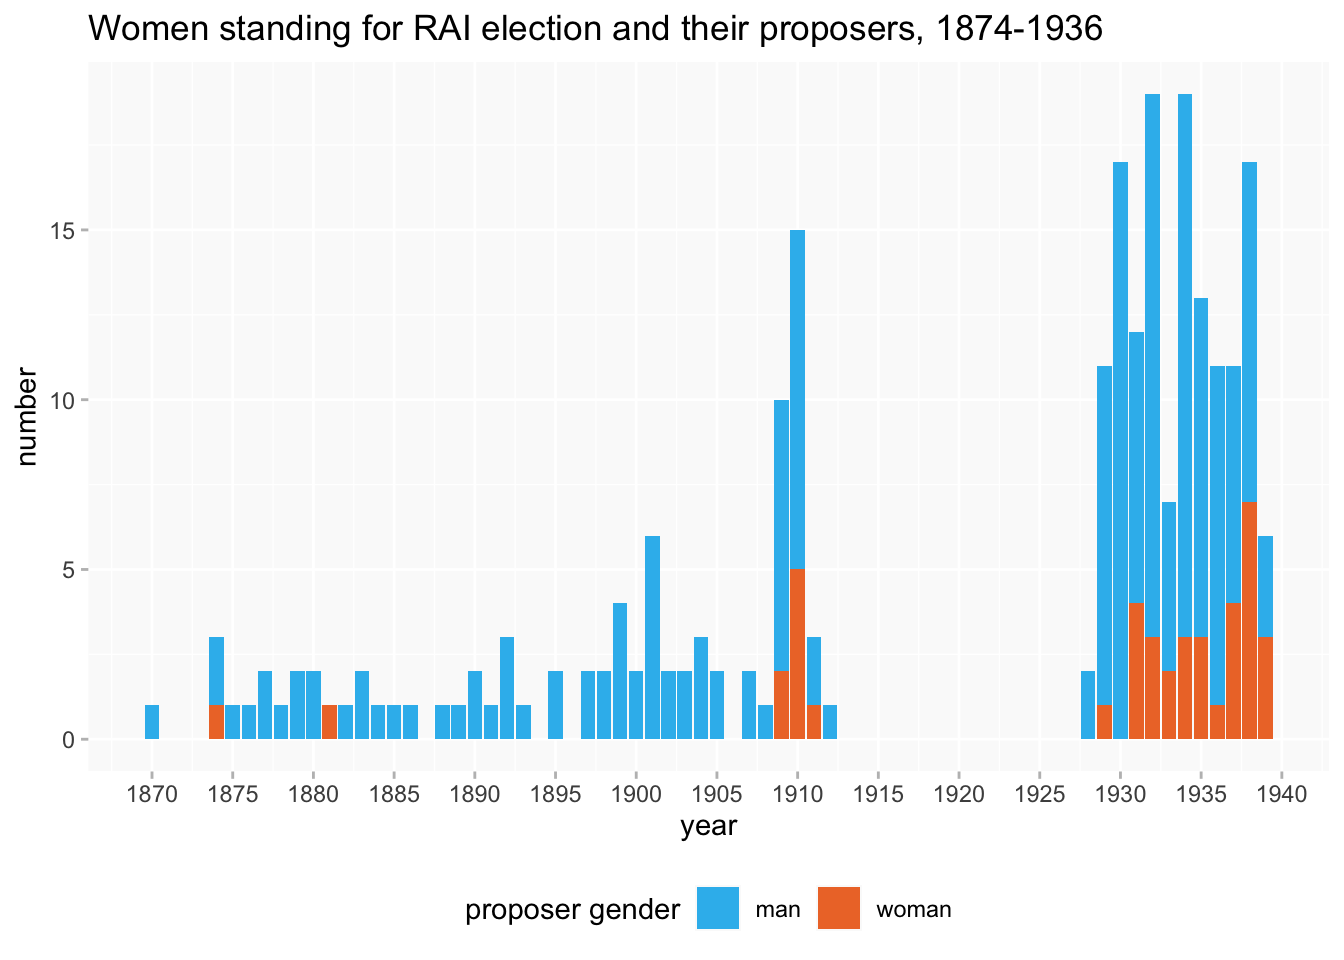 Women standing for RAI election and their proposers, 1874-1936
15
10
5
0
number
1870 1875 1880 1885 1890 1895 1900 1905 1910 1915 1920 1925 1930 1935 1940
year
proposer gender man woman